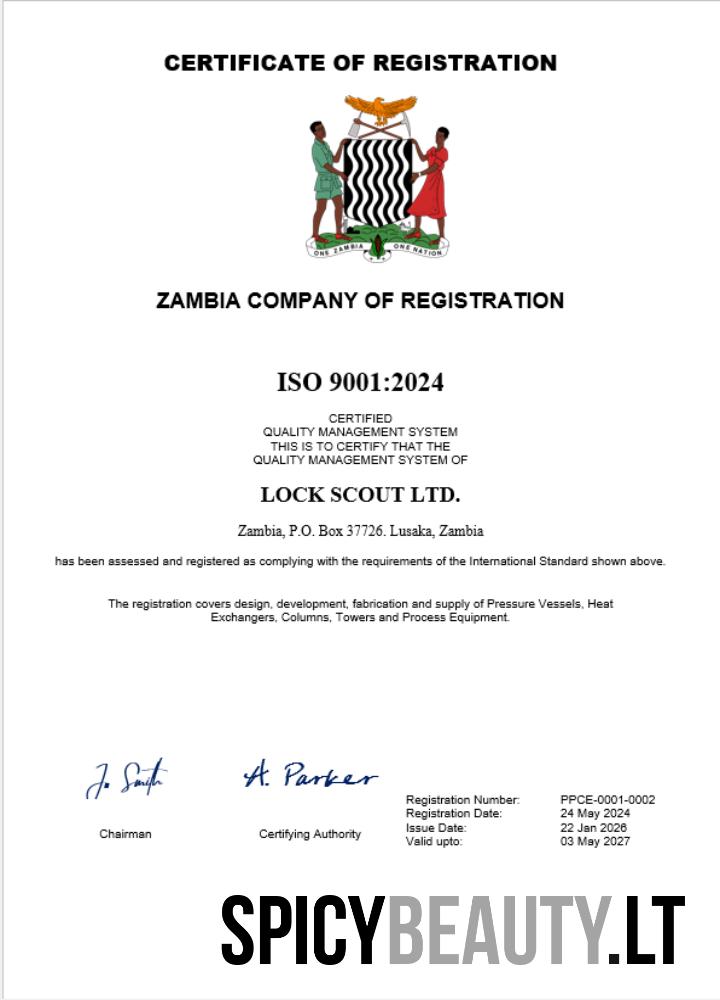 CERTIFICATE OF REGISTRATION
ONE ZAMBIA ONE NATION
ZAMBIA COMPANY OF REGISTRATION
ISO 9001:2024
CERTIFIED
QUALITY MANAGEMENT SYSTEM
THIS IS TO CERTIFY THAT THE
QUALITY MANAGEMENT SYSTEM OF
LOCK SCOUT LTD.
Zambia, P.O. Box 37726. Lusaka, Zambia
has been assessed and registered as complying with the requirements of the International Standard shown above.
The registration covers design, development, fabrication and supply of Pressure Vessels, Heat
Exchangers, Columns, Towers and Process Equipment.
J. Smith
A. Parker
Chairman
Certifying Authority
Registration Number: PPCE-0001-0002
Registration Date: 24 May 2024
Issue Date: 22 Jan 2026
Valid upto: 03 May 2027
SPICYBEAUTY.LT